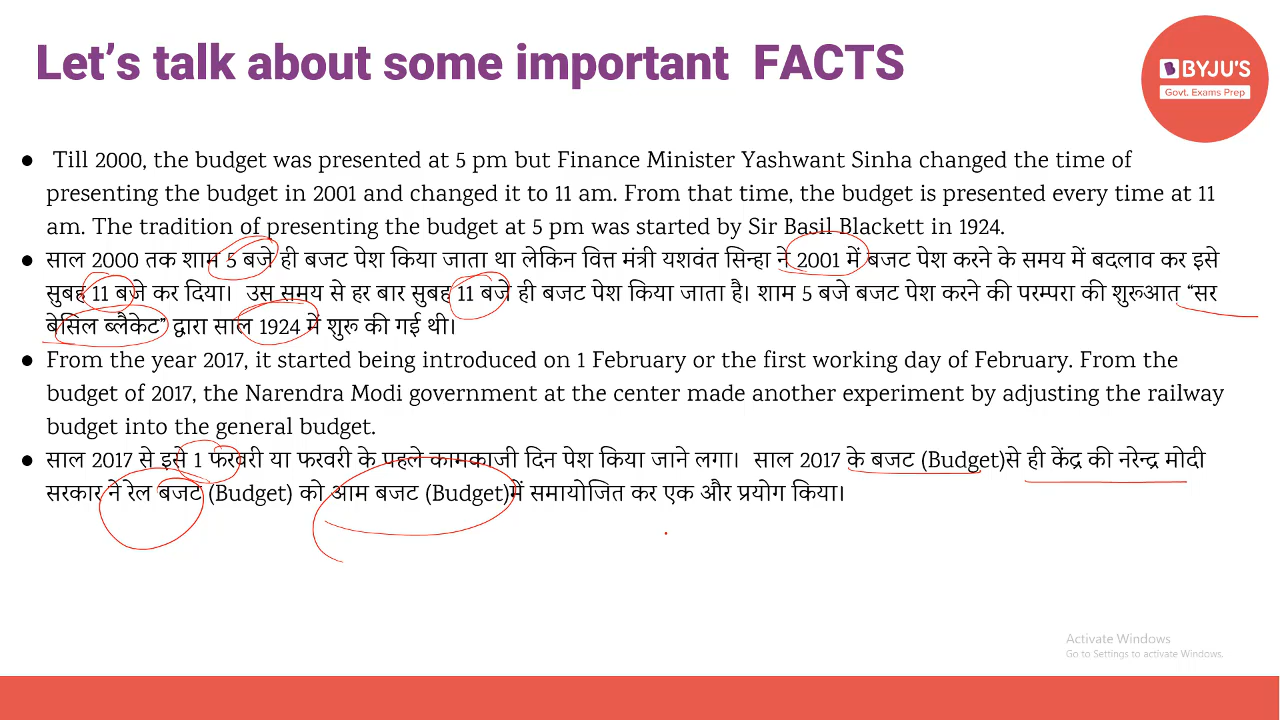 Let’s talk about some important FACTS
BYJU'S
Govt. Exams Prep
● Till 2000, the budget was presented at 5 pm but Finance Minister Yashwant Sinha changed the time of
presenting the budget in 2001 and changed it to 11 am. From that time, the budget is presented every time at 11
am. The tradition of presenting the budget at 5 pm was started by Sir Basil Blackett in 1924.
● साल 2000 तक शाम 5 बजे ही बजट पेश किया जाता था लेकिन वित्त मंत्री यशवंत सिन्हा ने 2001 में बजट पेश करने के समय में बदलाव कर इसे
सुबह 11 बजे कर दिया। उस समय से हर बार सुबह 11 बजे ही बजट पेश किया जाता है। शाम 5 बजे बजट पेश करने की परम्परा की शुरूआत “सर
बेसिल ब्लैकेट” द्वारा साल 1924 में शुरू की गई थी।
● From the year 2017, it started being introduced on 1 February or the first working day of February. From the
budget of 2017, the Narendra Modi government at the center made another experiment by adjusting the railway
budget into the general budget.
● साल 2017 से इसे 1 फरवरी या फरवरी के पहले कामकाजी दिन पेश किया जाने लगा। साल 2017 के बजट (Budget)से ही केंद्र की नरेन्द्र मोदी
सरकार ने रेल बजट (Budget) को आम बजट (Budget)में समायोजित कर एक और प्रयोग किया।
Activate Windows
Go to Settings to activate Windows.